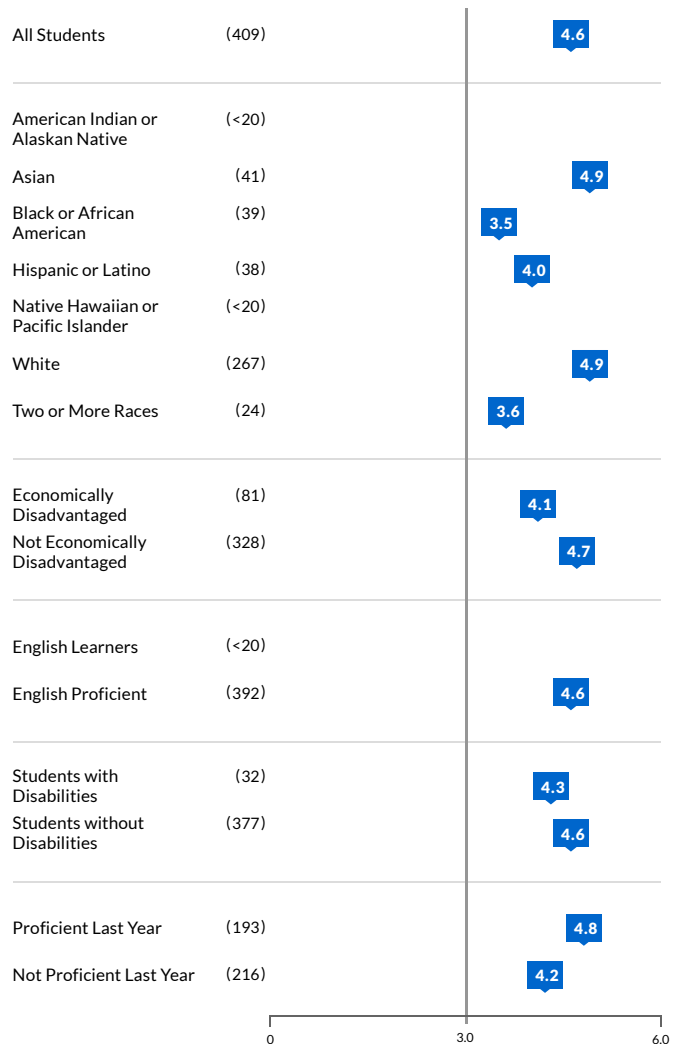 All Students (409) 4.6
American Indian or (<20)
Alaskan Native
Asian (41) 4.9
Black or African (39) 3.5
American
Hispanic or Latino (38) 4.0
Native Hawaiian or (<20)
Pacific Islander
White (267) 4.9
Two or More Races (24) 3.6
Economically (81) 4.1
Disadvantaged
Not Economically (328) 4.7
Disadvantaged
English Learners (<20)
English Proficient (392) 4.6
Students with (32) 4.3
Disabilities
Students without (377) 4.6
Disabilities
Proficient Last Year (193) 4.8
Not Proficient Last Year (216) 4.2
0 3.0 6.0